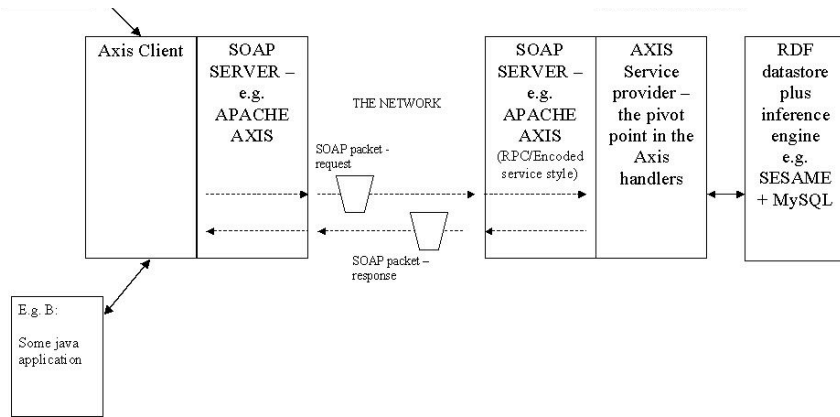 Axis Client
SOAP
SERVER –
e.g.
APACHE
AXIS
THE NETWORK
SOAP packet -
request
SOAP packet –
response
SOAP
SERVER –
e.g.
APACHE
AXIS
(RPC/Encoded
service style)
AXIS
Service
provider –
the pivot
point in the
Axis
handlers
RDF
datastore
plus
inference
engine
e.g.
SESAME
+ MySQL
E.g. B:
Some java
application